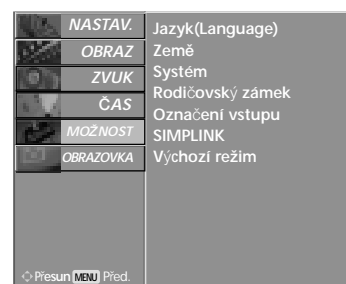 NASTAV.
OBRAZ
ZVUK
ČAS
MOŽNOST
OBRAZOVKA
Jazyk(Language)
Země
Systém
Rodičovský zámek
Označení vstupu
SIMPLINK
Výchozí režim
Přesun MENU Před.